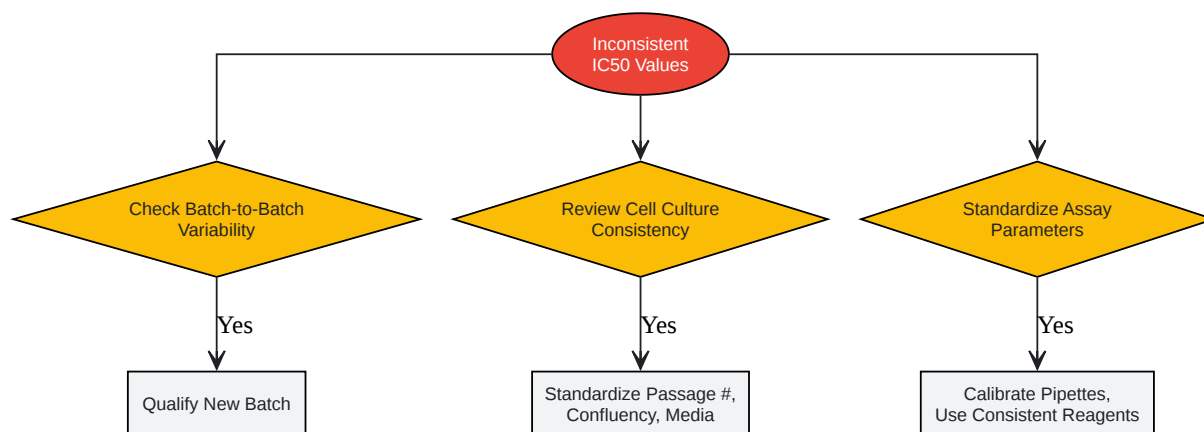 Inconsistent
IC50 Values
Check Batch-to-Batch
Variability
Review Cell Culture
Consistency
Standardize Assay
Parameters
Yes
Yes
Yes
Qualify New Batch
Standardize Passage #,
Confluency, Media
Calibrate Pipettes,
Use Consistent Reagents